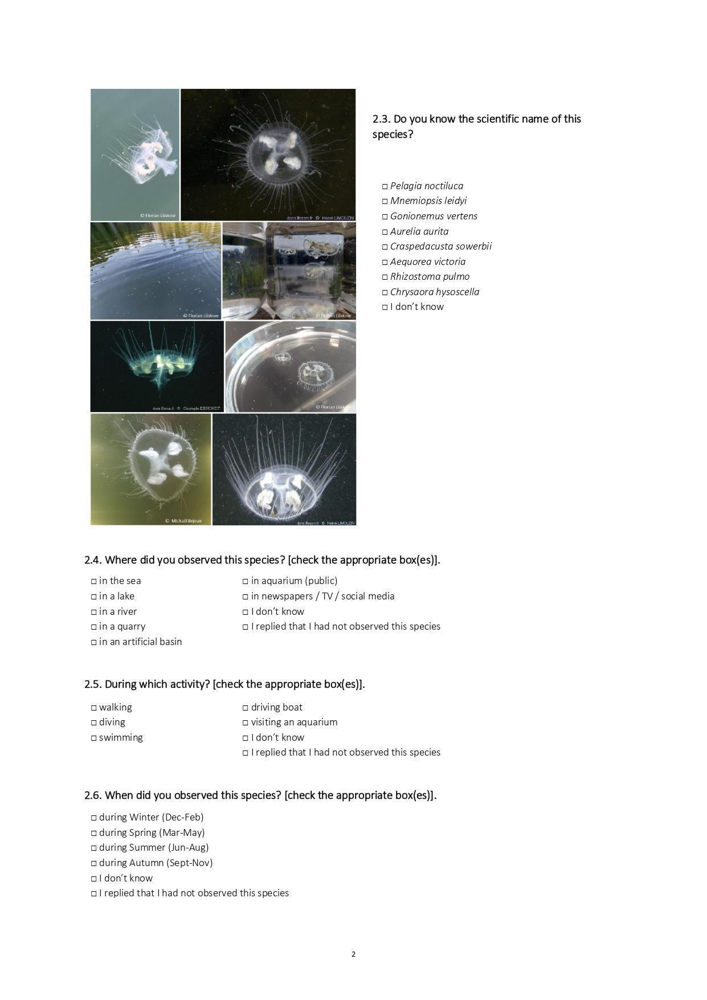 © Florian Lüskow
doris.ffessm.fr © Hervé LIMOUZIN
© Florian Lüskow
© Florian Lüskow
doris.ffessm.fr © Christophe DEHONDT
© Florian Lüskow
© Mickaël Bejean
doris.ffessm.fr © Hervé LIMOUZIN
2.3. Do you know the scientific name of this
species?
□ Pelagia noctiluca
□ Mnemiopsis leidyi
□ Gonionemus vertens
□ Aurelia aurita
□ Craspedacusta sowerbii
□ Aequorea victoria
□ Rhizostoma pulmo
□ Chrysaora hysoscella
□ I don’t know
2.4. Where did you observed this species? [check the appropriate box(es)].
□ in the sea
□ in a lake
□ in a river
□ in a quarry
□ in an artificial basin
□ in aquarium (public)
□ in newspapers / TV / social media
□ I don’t know
□ I replied that I had not observed this species
2.5. During which activity? [check the appropriate box(es)].
□ walking
□ diving
□ swimming
□ driving boat
□ visiting an aquarium
□ I don’t know
□ I replied that I had not observed this species
2.6. When did you observed this species? [check the appropriate box(es)].
□ during Winter (Dec-Feb)
□ during Spring (Mar-May)
□ during Summer (Jun-Aug)
□ during Autumn (Sept-Nov)
□ I don’t know
□ I replied that I had not observed this species
2